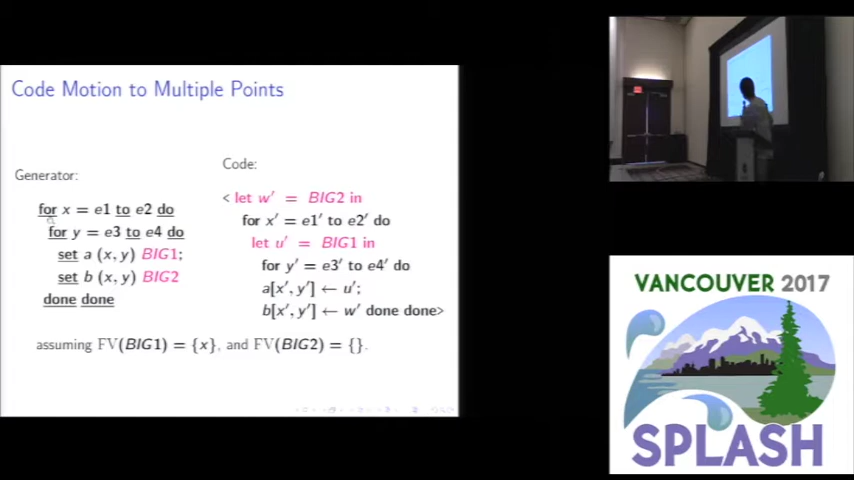 Code Motion to Multiple Points
Generator:
for x = e1 to e2 do
for y = e3 to e4 do
set a (x, y) BIG1;
set b (x, y) BIG2
done done
Code:
< let w′ = BIG2 in
for x′ = e1′ to e2′ do
let u′ = BIG1 in
for y′ = e3′ to e4′ do
a[x′, y′] ← u′;
b[x′, y′] ← w′ done done>
assuming FV(BIG1) = {x}, and FV(BIG2) = {}.
VANCOUVER 2017
SPLASH